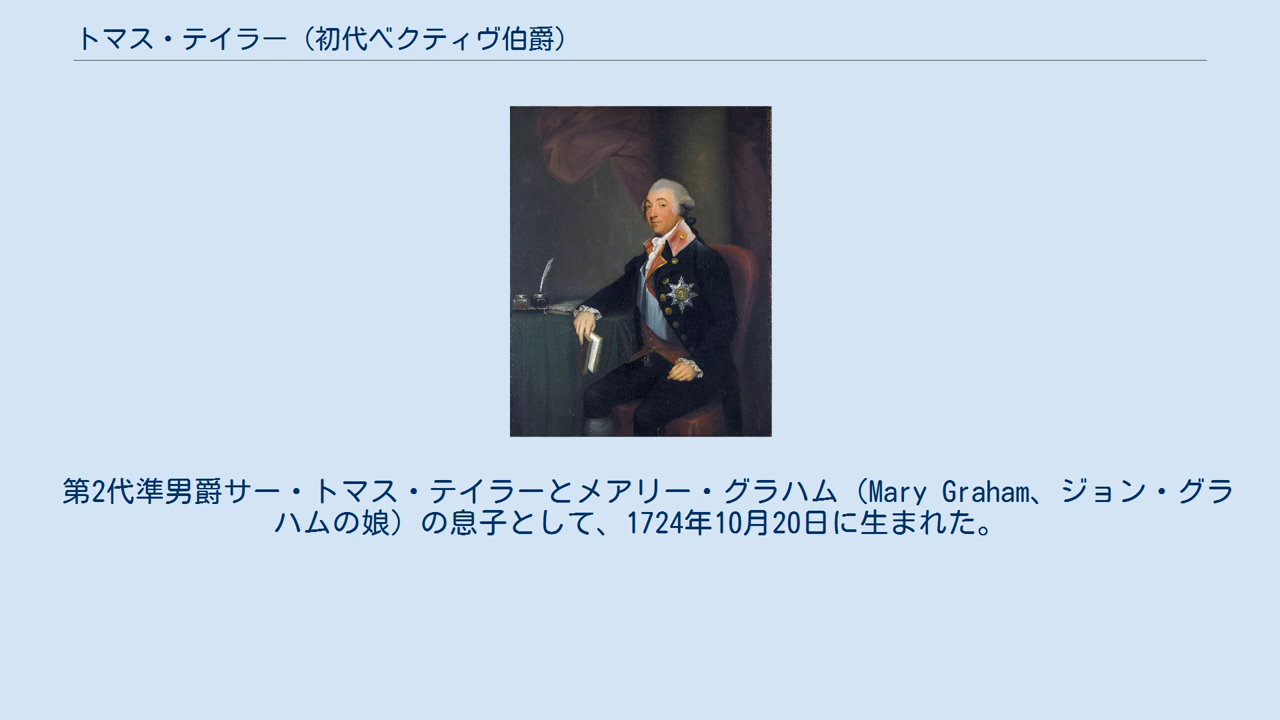 トマス・テイラー（初代ベクティヴ伯爵）
第2代準男爵サー・トマス・テイラーとメアリー・グラハム（Mary Graham、ジョン・グラ
ハムの娘）の息子として、1724年10月20日に生まれた。